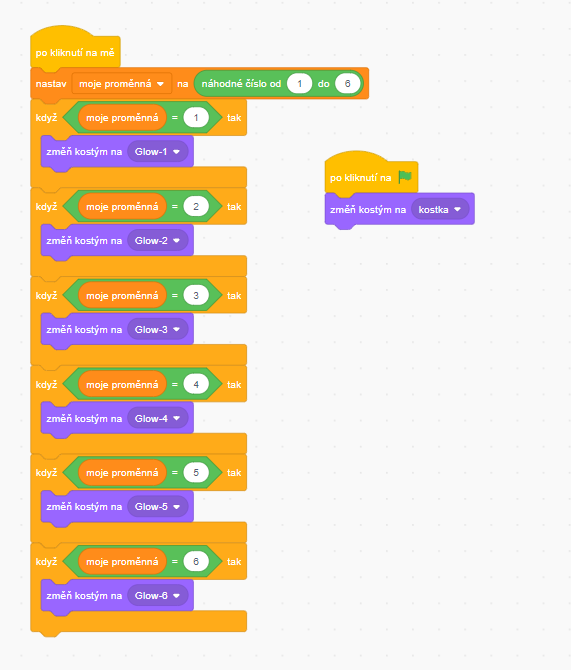 po kliknutí na mě
nastav moje proměnná na náhodné číslo od 1 do 6
když moje proměnná = 1 tak
změň kostým na Glow-1
když moje proměnná = 2 tak
změň kostým na Glow-2
když moje proměnná = 3 tak
změň kostým na Glow-3
když moje proměnná = 4 tak
změň kostým na Glow-4
když moje proměnná = 5 tak
změň kostým na Glow-5
když moje proměnná = 6 tak
změň kostým na Glow-6
po kliknutí na
změň kostým na kostka